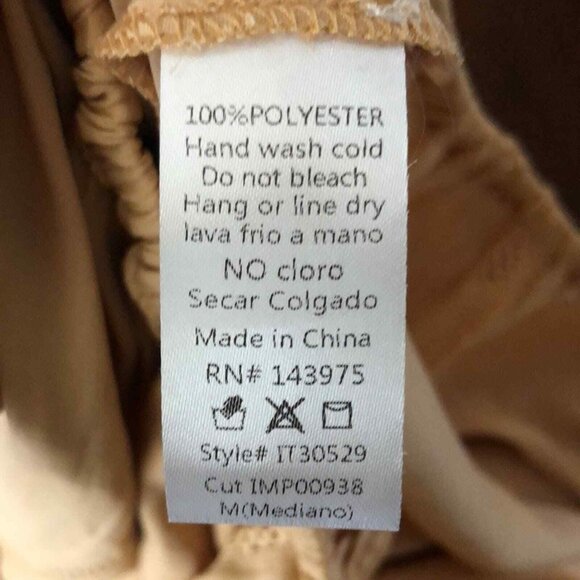 100%POLYESTER
Hand wash cold
Do not bleach
Hang or line dry
lava frio a mano
NO cloro
Secar Colgado
Made in China
RN# 143975
Style# IT30529
Cut IMP00938
M(Mediano)